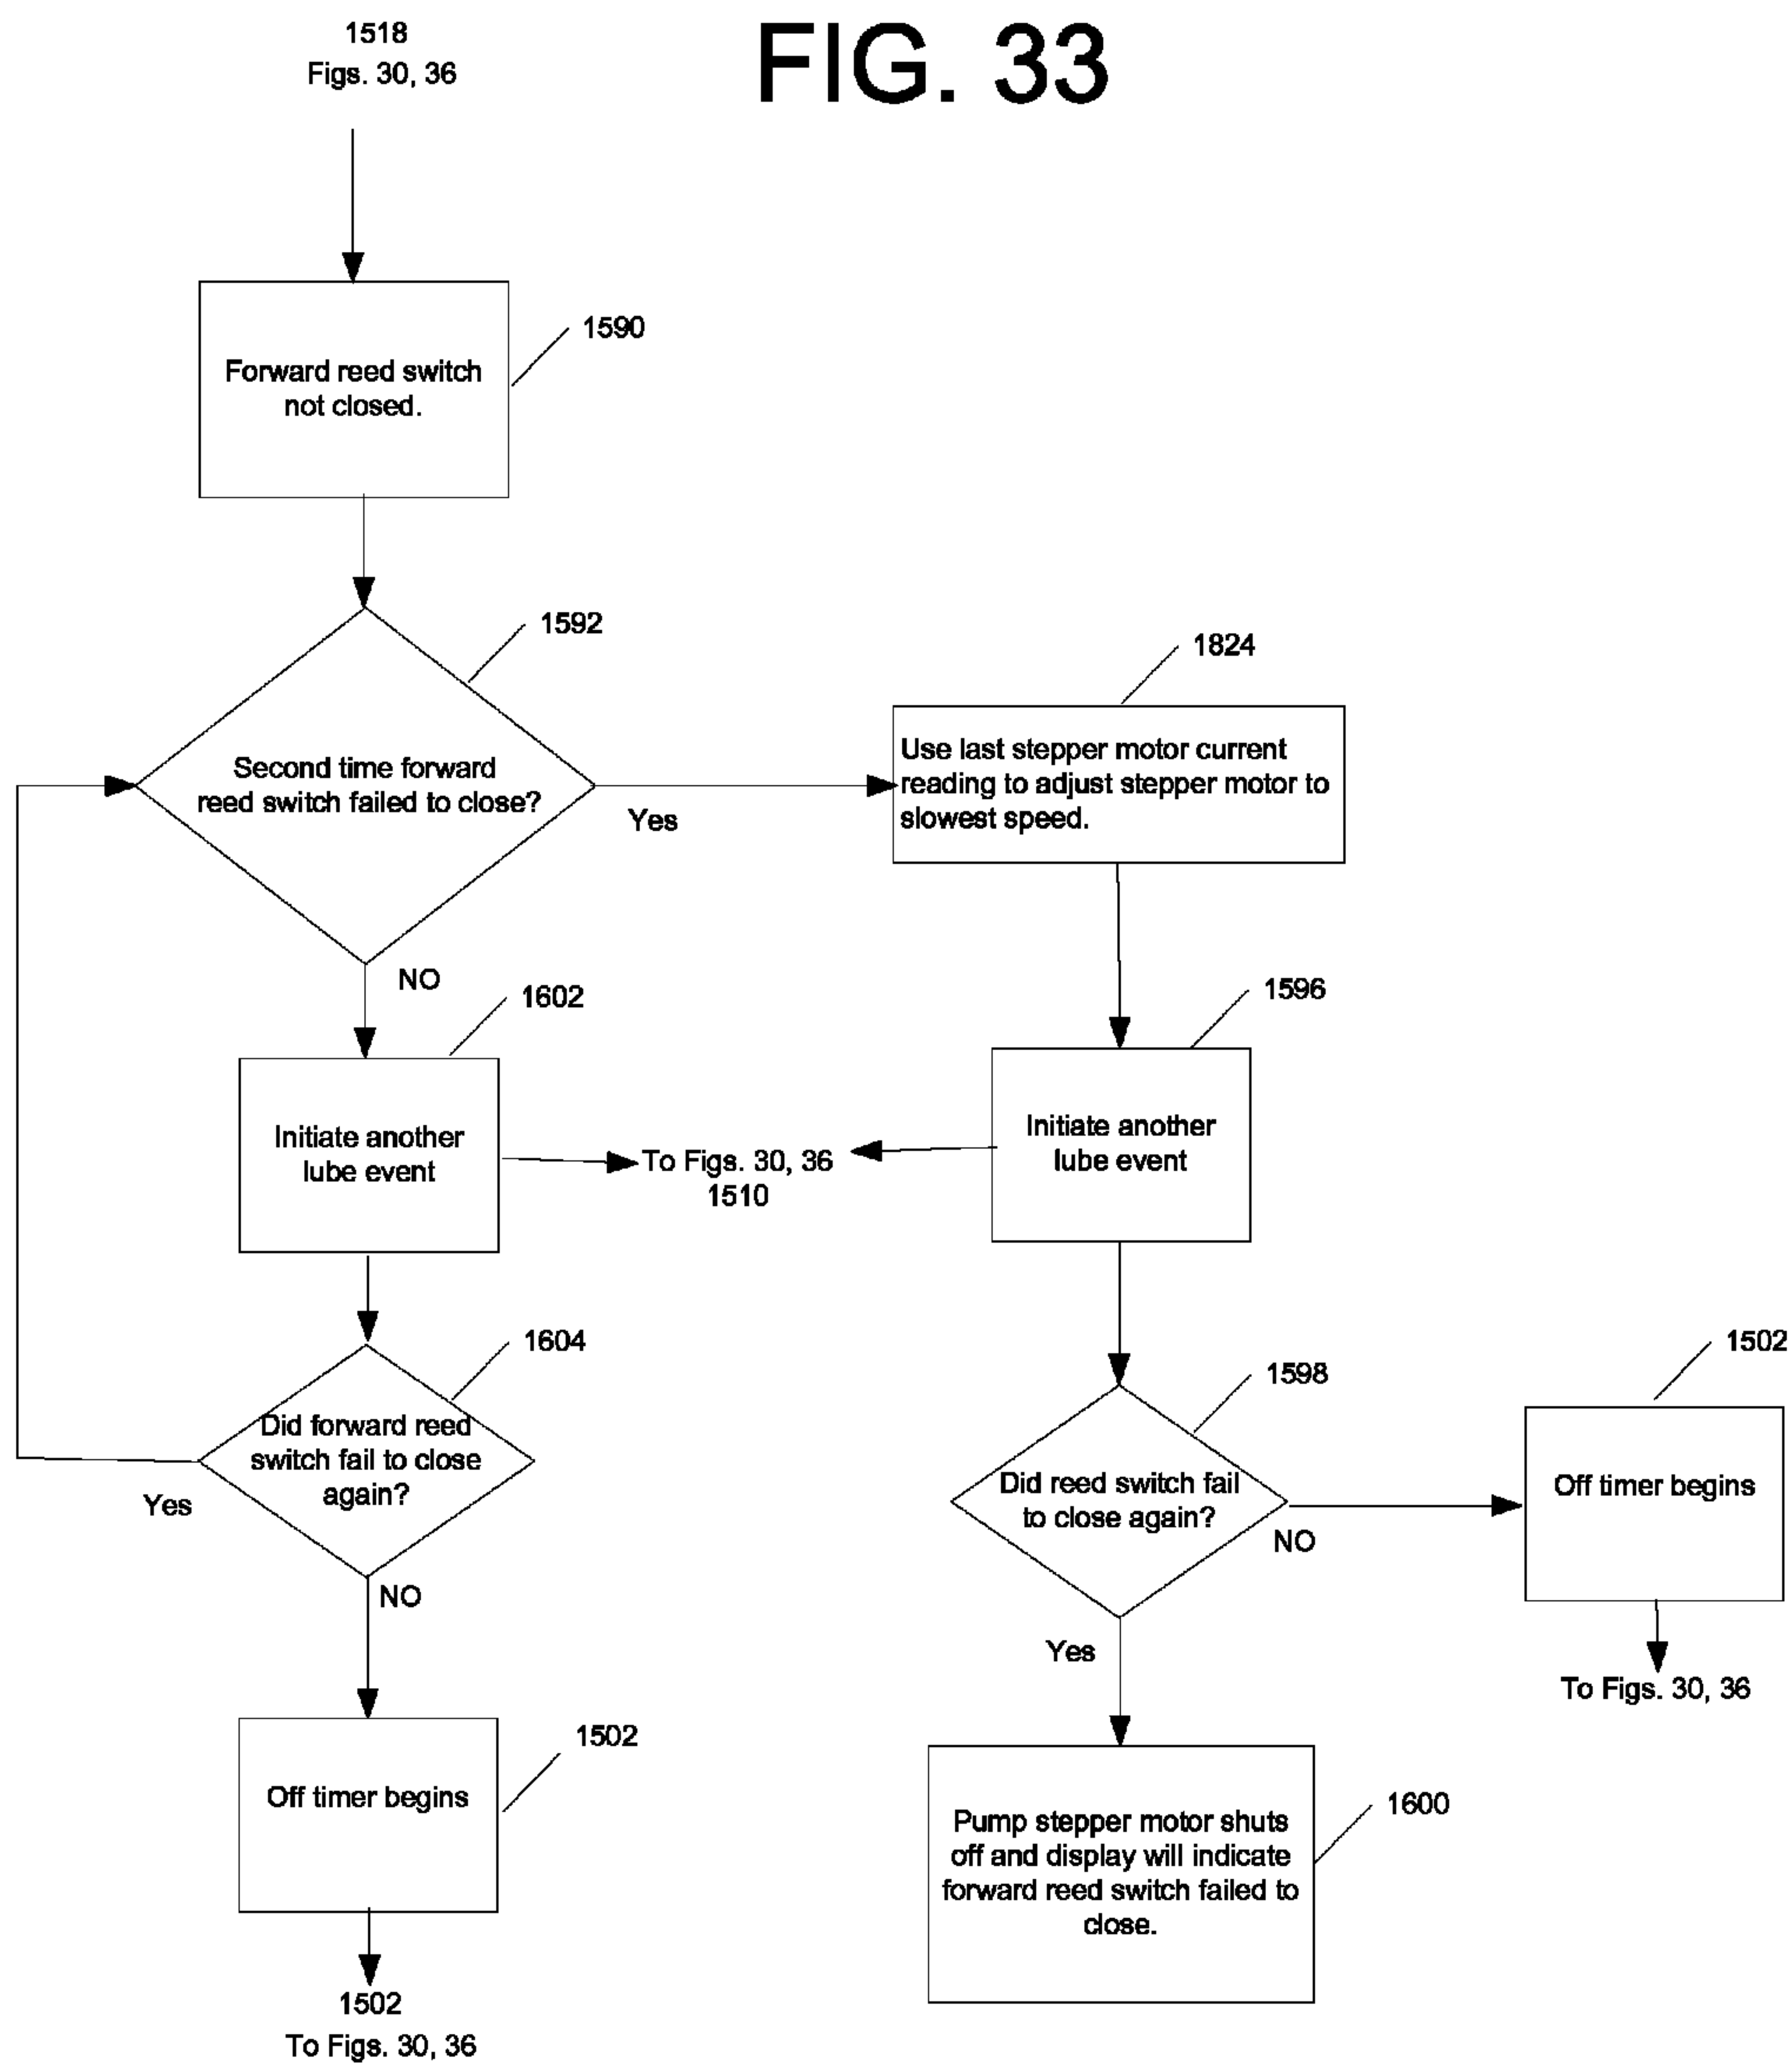 1518
Figs. 30, 36
FIG. 33
1590
Forward reed switch
not closed.
1592
Second time forward
reed switch failed to close?
Yes
NO
1824
Use last stepper motor current
reading to adjust stepper motor to
slowest speed.
1602
Initiate another
lube event
To Figs. 30, 36
1510
1596
Initiate another
lube event
1604
Did forward reed
switch fail to close
again?
Yes
NO
1598
Did reed switch fail
to close again?
NO
Yes
1502
Off timer begins
To Figs. 30, 36
1502
Off timer begins
1502
To Figs. 30, 36
1600
Pump stepper motor shuts
off and display will indicate
forward reed switch failed to
close.